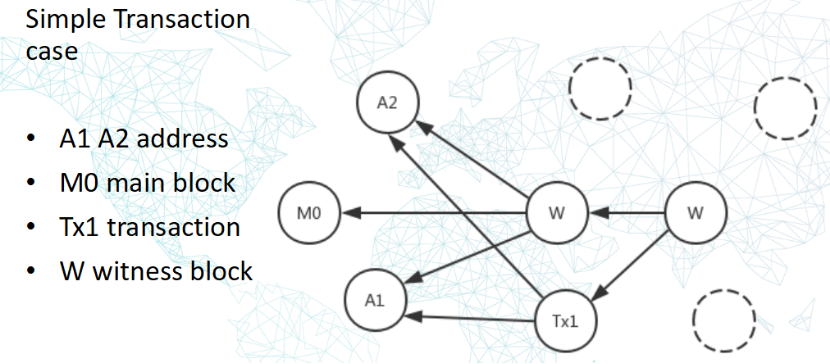 Simple Transaction
case
• A1 A2 address
• M0 main block
• Tx1 transaction
• W witness block
A2
M0
W
W
A1
Tx1